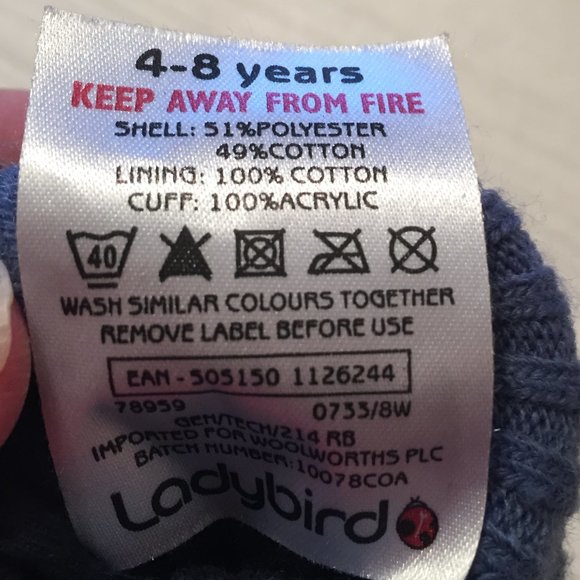 4-8 years
KEEP AWAY FROM FIRE
SHELL: 51%POLYESTER
49%COTTON
LINING: 100% COTTON
CUFF: 100%ACRYLIC
40
WASH SIMILAR COLOURS TOGETHER
REMOVE LABEL BEFORE USE
EAN - 505150 1126244
78959 0733/8W
GEN/TECH/214 RB
IMPORTED FOR WOOLWORTHS PLC
BATCH NUMBER:10078COA
Ladybird